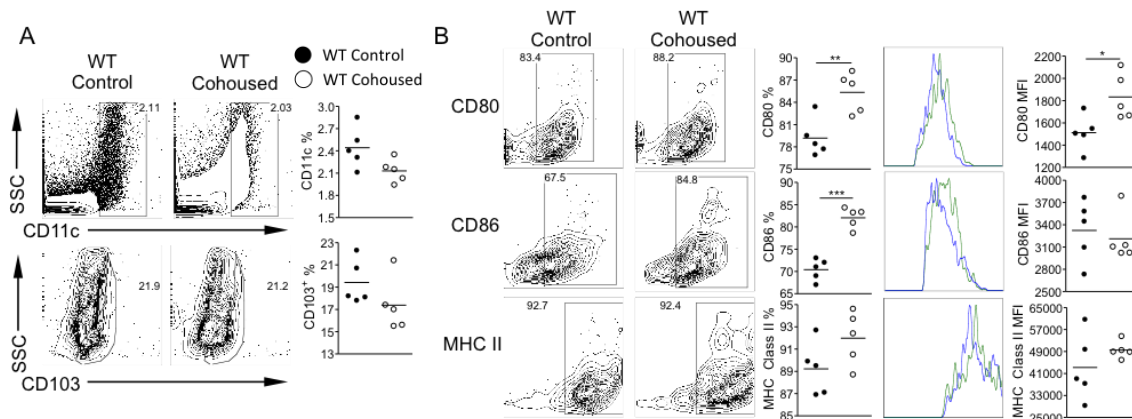 A
WT
Control
WT
Cohoused
WT Control
WT Cohoused
2.11
2.03
SSC
CD11c
CD11c %
3.0
2.7
2.4
2.1
1.8
1.5
21.9
21.2
SSC
CD103
CD103+ %
23
21
19
17
15
13
B
WT
Control
WT
Cohoused
CD80
83.4
88.2
CD80 %
90
87
84
81
78
75
**
CD80 MFI
2200
2000
1800
1600
1400
1200
*
CD86
67.5
84.8
CD86 %
90
85
80
75
70
65
***
CD86 MFI
4000
3700
3400
3100
2800
2500
MHC II
92.7
92.4
MHC Class II %
95
93
91
89
87
85
MHC Class II MFI
65000
57000
49000
41000
33000
25000